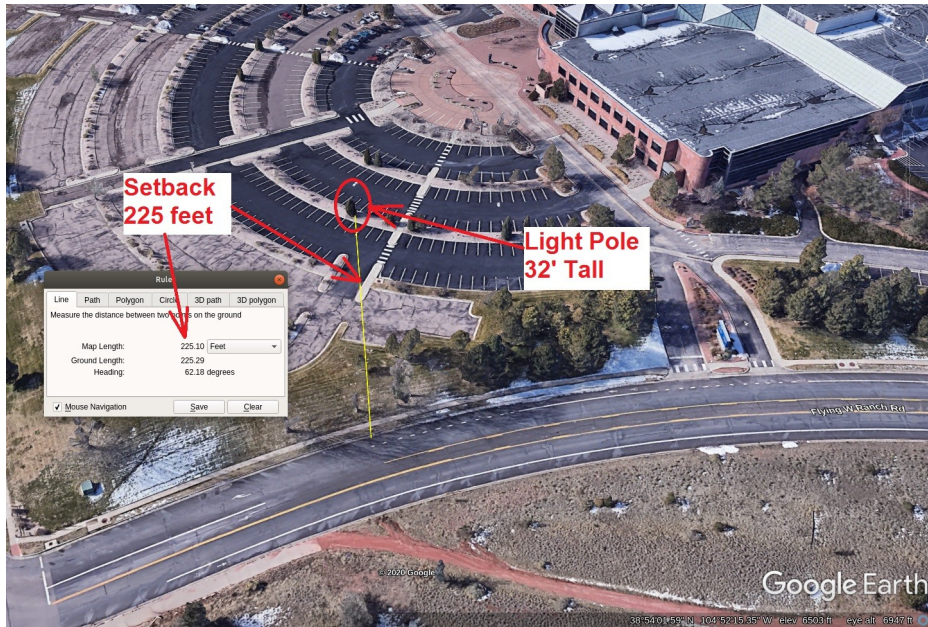 Setback
225 feet
Light Pole
32' Tall
Line Path Polygon Circle 3D path 3D polygon
Measure the distance between two points on the ground
Map Length: 225.10 Feet
Ground Length: 225.29
Heading: 62.18 degrees
Mouse Navigation Save Clear
Flying W Ranch Rd
© 2020 Google
Google Earth
38°54'01.59" N 104°52'15.35" W elev 6503 ft eye alt 6947 ft